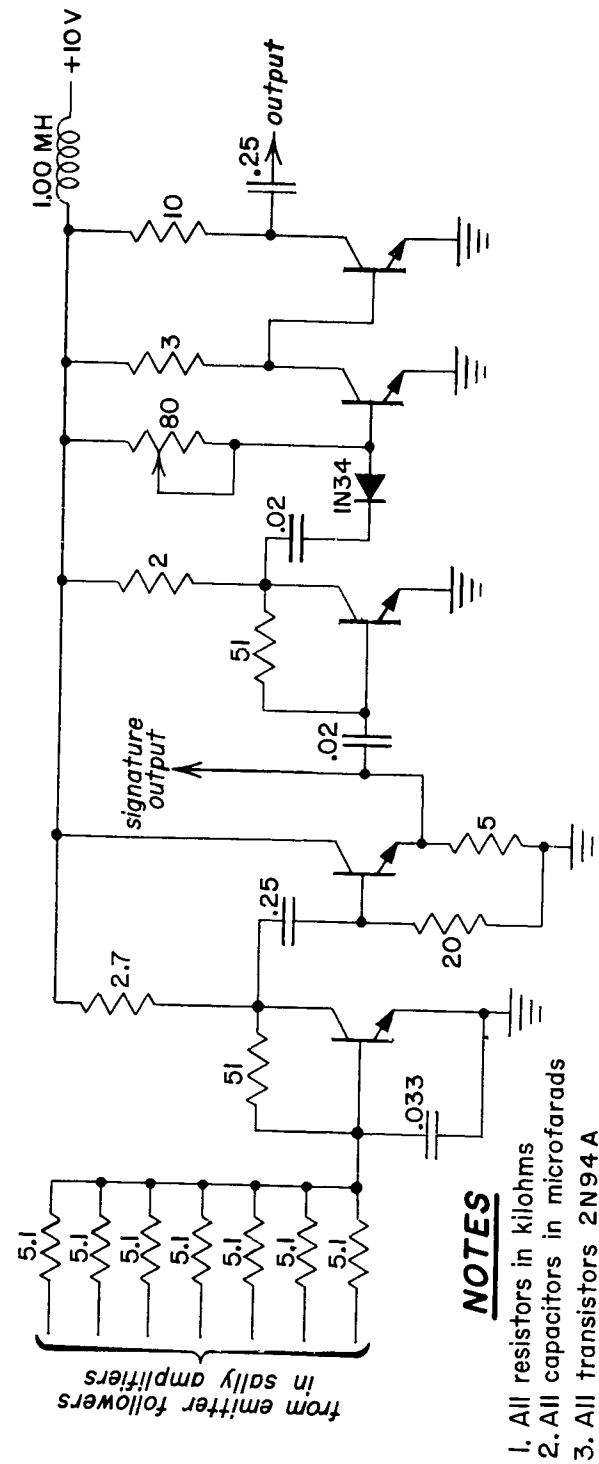 1.00 MH
+10V
2.7
2
80
3
10
.25
output
signature
output
51
.02
1N34
5.1
5.1
5.1
5.1
5.1
5.1
5.1
from emitter followers
in sally amplifiers
51
.033
.25
20
5
.02
NOTES
1. All resistors in kilohms
2. All capacitors in microfarads
3. All transistors 2N94A